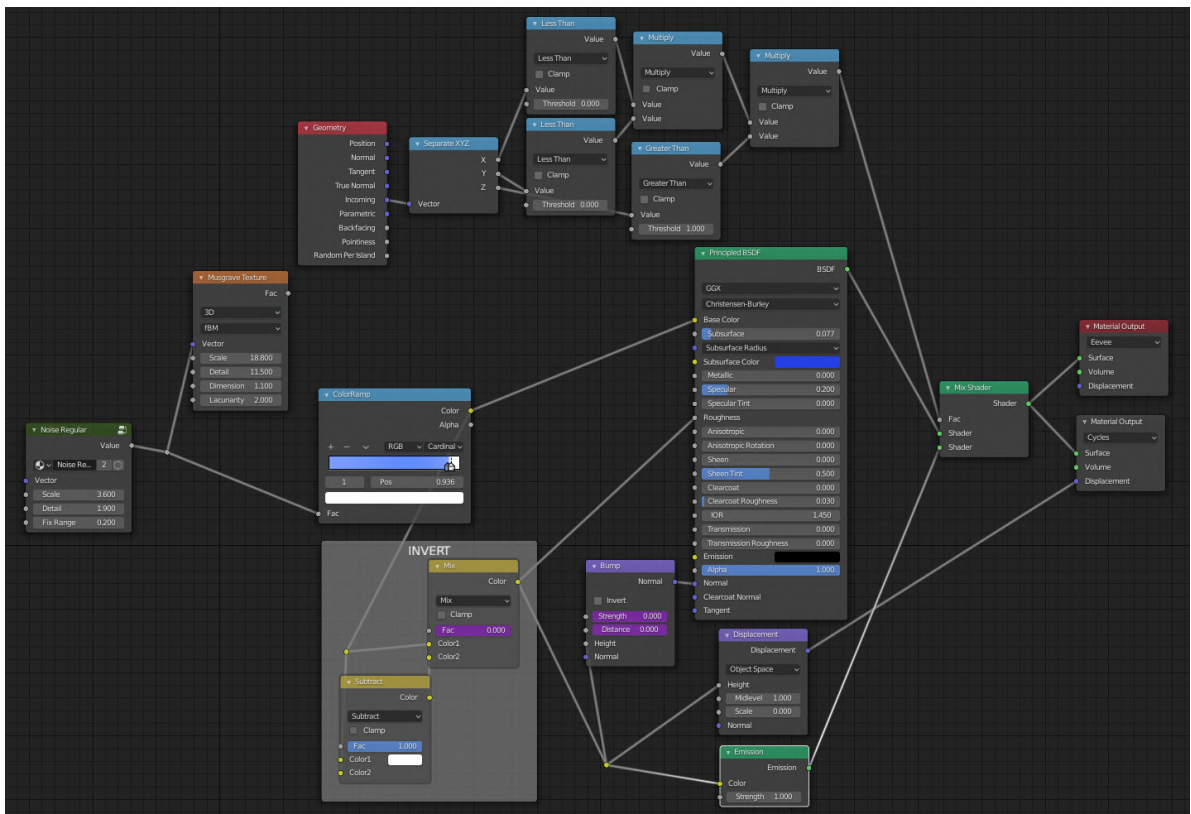 Less Than
Value
Less Than
Clamp
Value
Threshold 0.000
Multiply
Value
Multiply
Clamp
Value
Value
Multiply
Value
Multiply
Clamp
Value
Value
Less Than
Value
Less Than
Clamp
Value
Threshold 0.000
Greater Than
Value
Greater Than
Clamp
Value
Threshold 1.000
Geometry
Position
Normal
Tangent
True Normal
Incoming
Parametric
Backfacing
Pointiness
Random Per Island
Separate XYZ
X
Y
Z
Vector
Musgrave Texture
Fac
3D
fBM
Vector
Scale 18.800
Detail 11.500
Dimension 1.100
Lacunarity 2.000
Noise Regular
Value
Noise Re... 2
Vector
Scale 3.600
Detail 1.900
Fix Range 0.200
ColorRamp
Color
Alpha
+ − RGB Cardinal
1 Pos 0.936
Fac
INVERT
Mix
Color
Mix
Clamp
Fac 0.000
Color1
Color2
Subtract
Color
Subtract
Clamp
Fac 1.000
Color1
Color2
Principled BSDF
BSDF
GGX
Christensen-Burley
Base Color
Subsurface 0.077
Subsurface Radius
Subsurface Color
Metallic 0.000
Specular 0.200
Specular Tint 0.000
Roughness
Anisotropic 0.000
Anisotropic Rotation 0.000
Sheen 0.000
Sheen Tint 0.500
Clearcoat 0.000
Clearcoat Roughness 0.030
IOR 1.450
Transmission 0.000
Transmission Roughness 0.000
Emission
Alpha 1.000
Normal
Clearcoat Normal
Tangent
Bump
Normal
Invert
Strength 0.000
Distance 0.000
Height
Normal
Displacement
Displacement
Object Space
Height
Midlevel 1.000
Scale 0.000
Normal
Emission
Emission
Color
Strength 1.000
Mix Shader
Shader
Fac
Shader
Shader
Material Output
Eevee
Surface
Volume
Displacement
Material Output
Cycles
Surface
Volume
Displacement